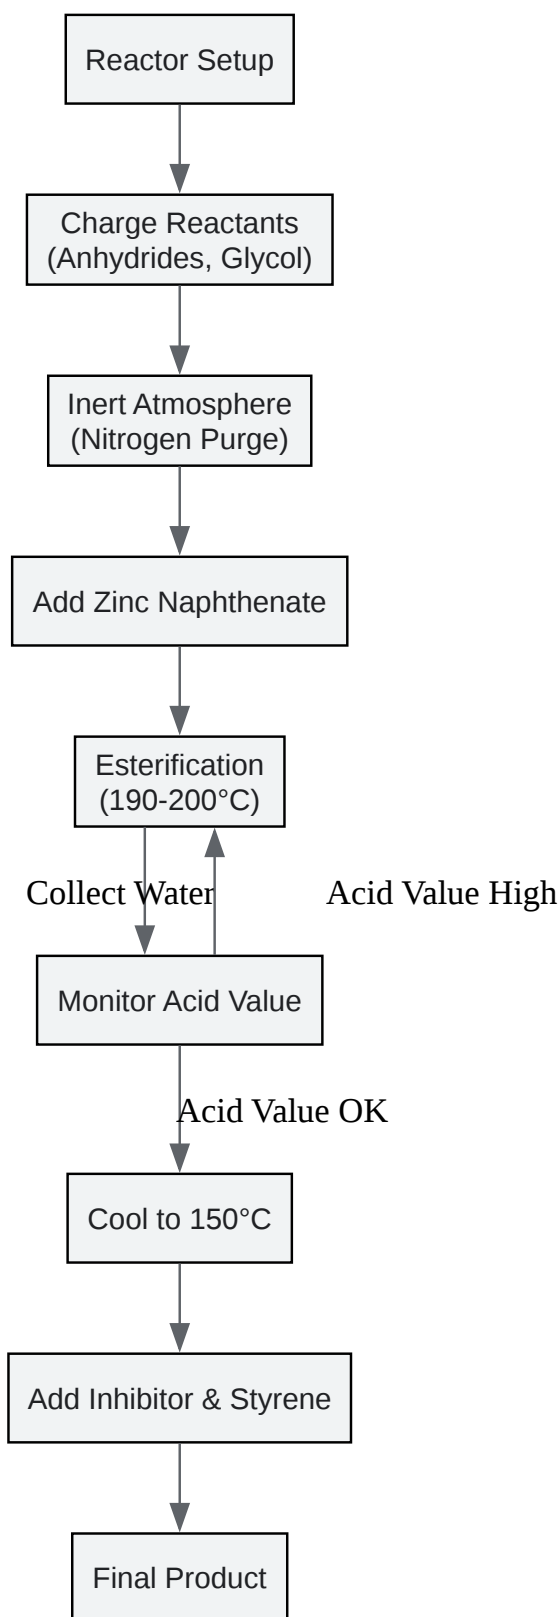 Reactor Setup
Charge Reactants
(Anhydrides, Glycol)
Inert Atmosphere
(Nitrogen Purge)
Add Zinc Naphthenate
Esterification
(190-200°C)
Collect Water
Acid Value High
Monitor Acid Value
Acid Value OK
Cool to 150°C
Add Inhibitor & Styrene
Final Product